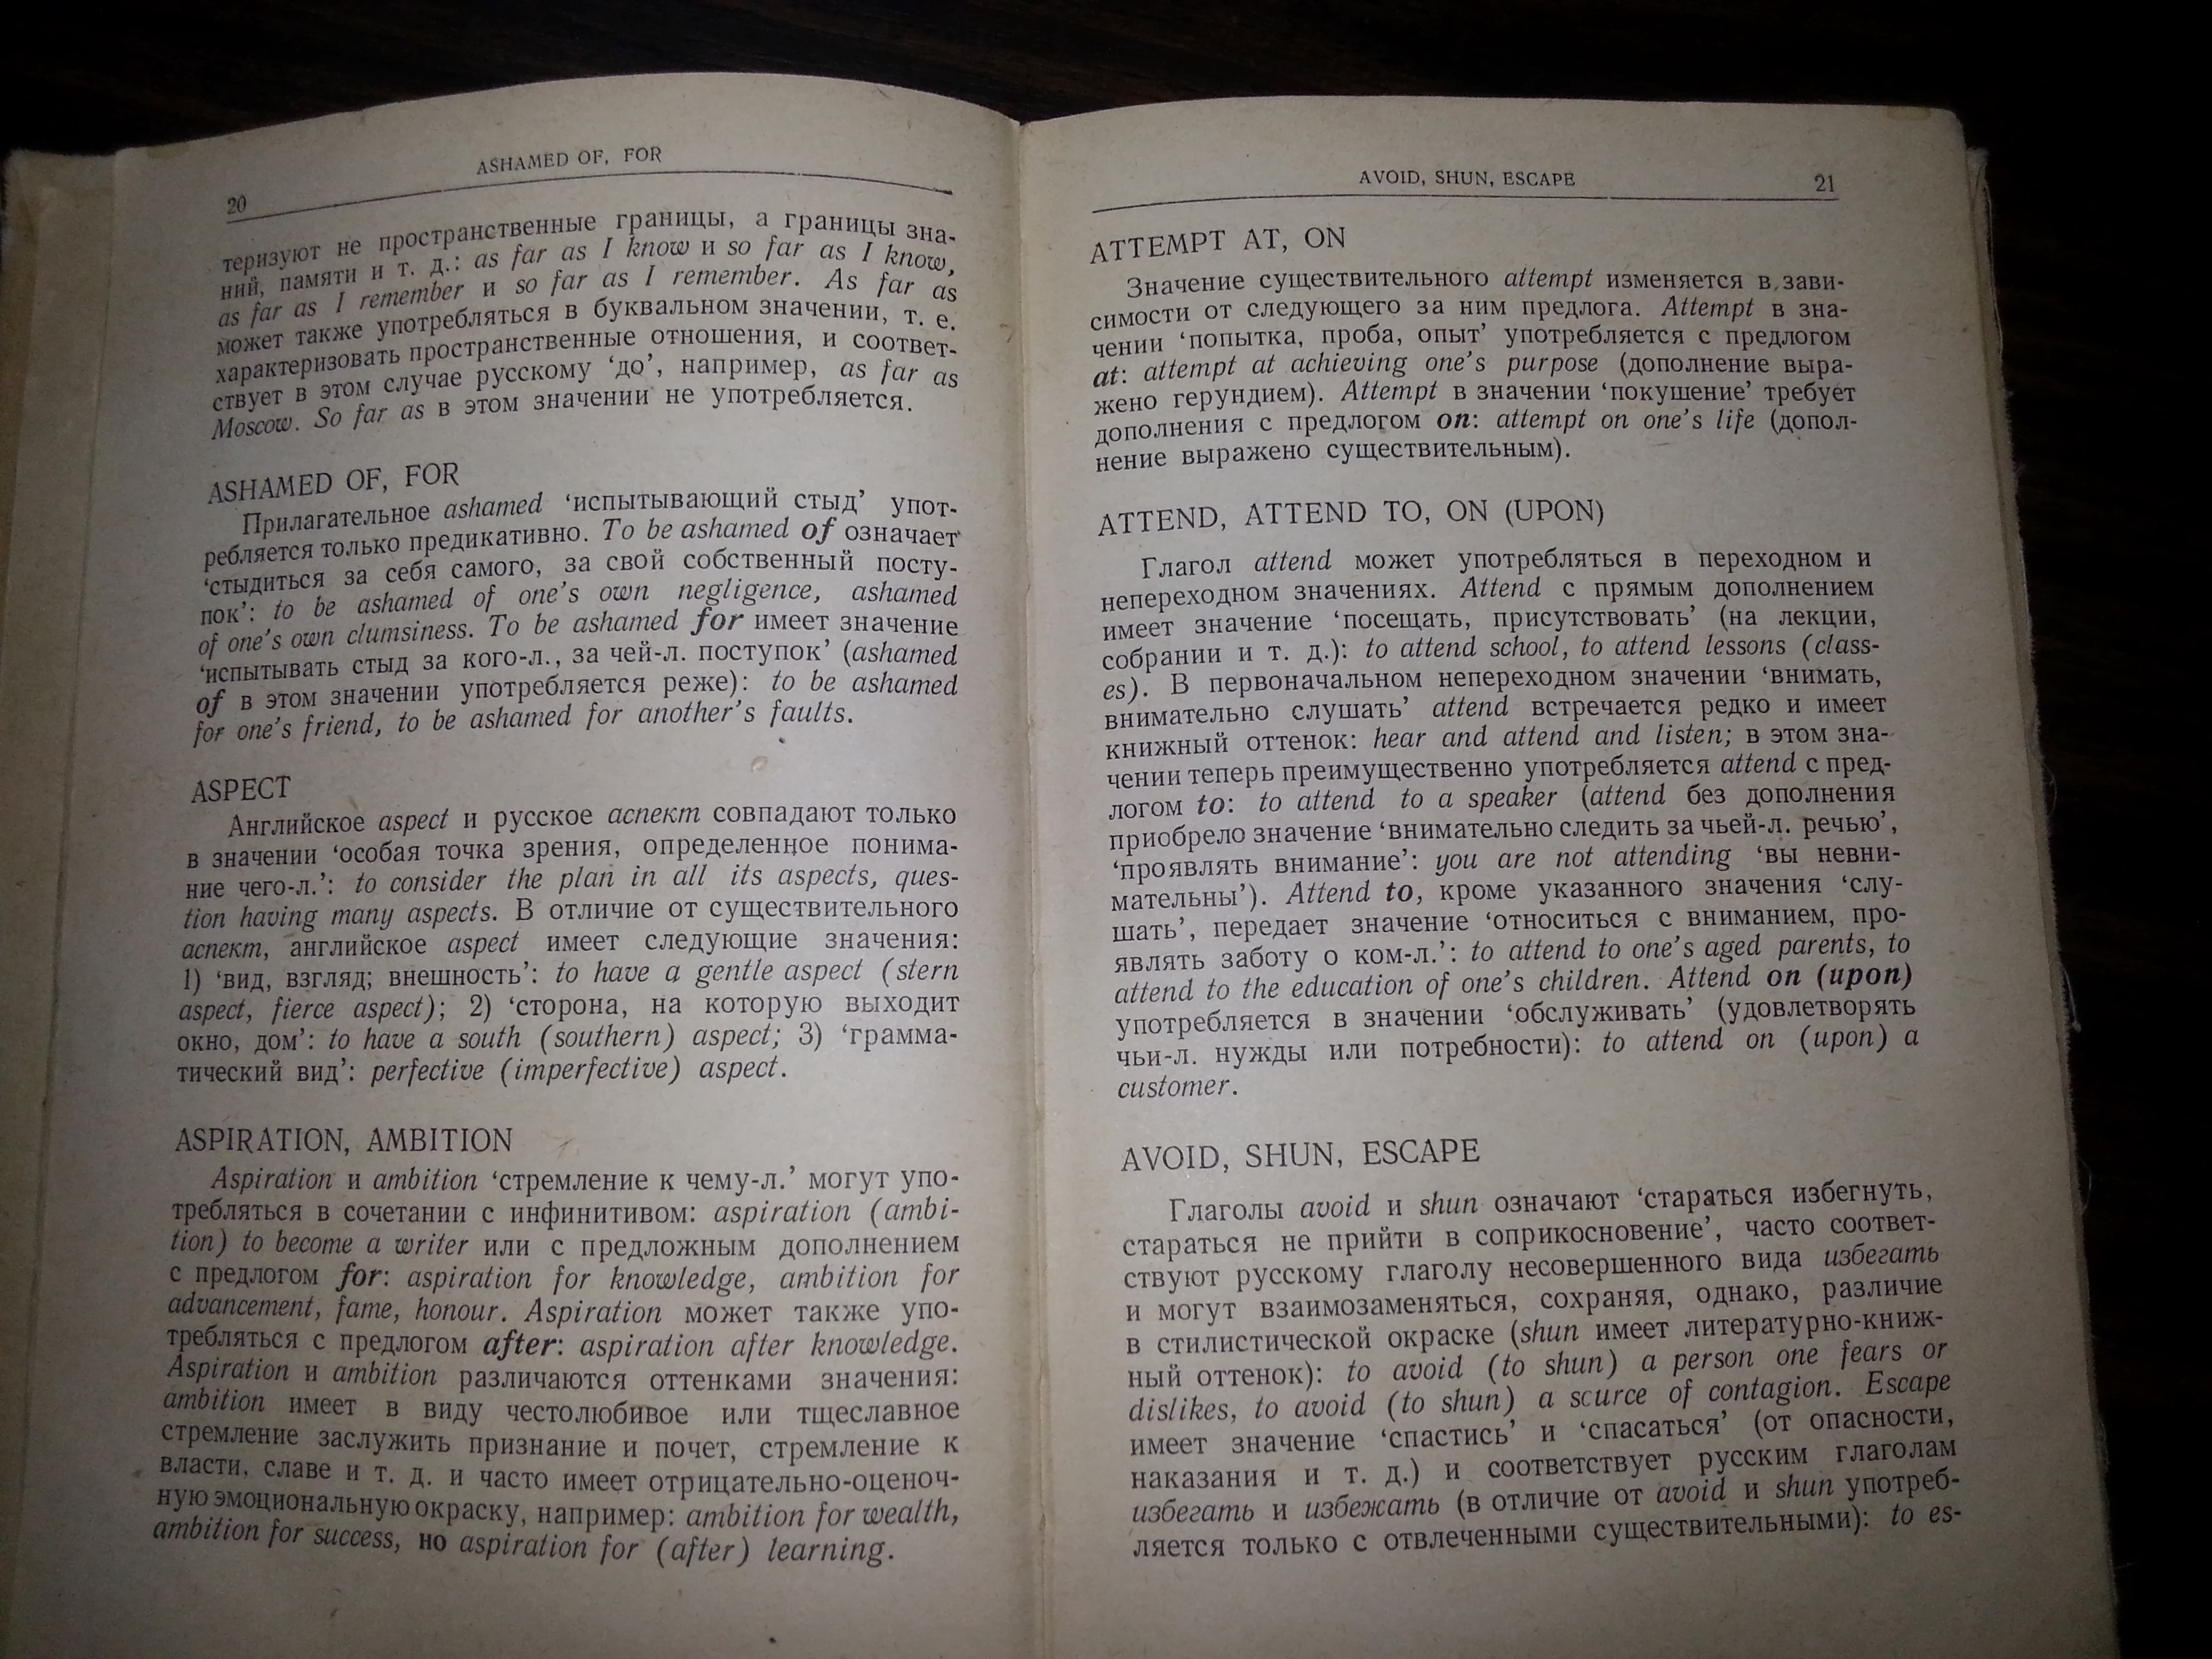 20
ASHAMED OF, FOR
теризуют не пространственные границы, а границы зна-
ний, памяти и т. д.: as far as I know и so far as I know,
as far as I remember и so far as I remember. As far as
может также употребляться в буквальном значении, т. е.
характеризовать пространственные отношения, и соответ-
ствует в этом случае русскому ‘до’, например, as far as
Moscow. So far as в этом значении не употребляется.
ASHAMED OF, FOR
Прилагательное ashamed ‘испытывающий стыд’ упот-
ребляется только предикативно. To be ashamed of означает
‘стыдиться за себя самого, за свой собственный посту-
пок’: to be ashamed of one’s own negligence, ashamed
of one’s own clumsiness. To be ashamed for имеет значение
‘испытывать стыд за кого-л., за чей-л. поступок’ (ashamed
of в этом значении употребляется реже): to be ashamed
for one’s friend, to be ashamed for another’s faults.
ASPECT
Английское aspect и русское аспект совпадают только
в значении ‘особая точка зрения, определенное понима-
ние чего-л.’: to consider the plan in all its aspects, ques-
tion having many aspects. В отличие от существительного
аспект, английское aspect имеет следующие значения:
1) ‘вид, взгляд; внешность’: to have a gentle aspect (stern
aspect, fierce aspect); 2) ‘сторона, на которую выходит
окно, дом’: to have a south (southern) aspect; 3) ‘грамма-
тический вид’: perfective (imperfective) aspect.
ASPIRATION, AMBITION
Aspiration и ambition ‘стремление к чему-л.’ могут упо-
требляться в сочетании с инфинитивом: aspiration (ambi-
tion) to become a writer или с предложным дополнением
с предлогом for: aspiration for knowledge, ambition for
advancement, fame, honour. Aspiration может также упо-
требляться с предлогом after: aspiration after knowledge.
Aspiration и ambition различаются оттенками значения:
ambition имеет в виду честолюбивое или тщеславное
стремление заслужить признание и почет, стремление к
власти, славе и т. д. и часто имеет отрицательно-оценоч-
ную эмоциональную окраску, например: ambition for wealth,
ambition for success, но aspiration for (after) learning.
AVOID, SHUN, ESCAPE
21
ATTEMPT AT, ON
Значение существительного attempt изменяется в зави-
симости от следующего за ним предлога. Attempt в зна-
чении ‘попытка, проба, опыт’ употребляется с предлогом
at: attempt at achieving one’s purpose (дополнение выра-
жено герундием). Attempt в значении ‘покушение’ требует
дополнения с предлогом on: attempt on one’s life (допол-
нение выражено существительным).
ATTEND, ATTEND TO, ON (UPON)
Глагол attend может употребляться в переходном и
непереходном значениях. Attend с прямым дополнением
имеет значение ‘посещать, присутствовать’ (на лекции,
собрании и т. д.): to attend school, to attend lessons (class-
es). В первоначальном непереходном значении ‘внимать,
внимательно слушать’ attend встречается редко и имеет
книжный оттенок: hear and attend and listen; в этом зна-
чении теперь преимущественно употребляется attend с пред-
логом to: to attend to a speaker (attend без дополнения
приобрело значение ‘внимательно следить за чьей-л. речью’,
‘проявлять внимание’: you are not attending ‘вы невни-
мательны’). Attend to, кроме указанного значения ‘слу-
шать’, передает значение ‘относиться с вниманием, про-
являть заботу о ком-л.’: to attend to one’s aged parents, to
attend to the education of one’s children. Attend on (upon)
употребляется в значении ‘обслуживать’ (удовлетворять
чьи-л. нужды или потребности): to attend on (upon) a
customer.
AVOID, SHUN, ESCAPE
Глаголы avoid и shun означают ‘стараться избегнуть,
стараться не прийти в соприкосновение’, часто соответ-
ствуют русскому глаголу несовершенного вида избегать
и могут взаимозаменяться, сохраняя, однако, различие
в стилистической окраске (shun имеет литературно-книж-
ный оттенок): to avoid (to shun) a person one fears or
dislikes, to avoid (to shun) a scurce of contagion. Escape
имеет значение ‘спастись’ и ‘спасаться’ (от опасности,
наказания и т. д.) и соответствует русским глаголам
избегать и избежать (в отличие от avoid и shun употреб-
ляется только с отвлеченными существительными): to es-